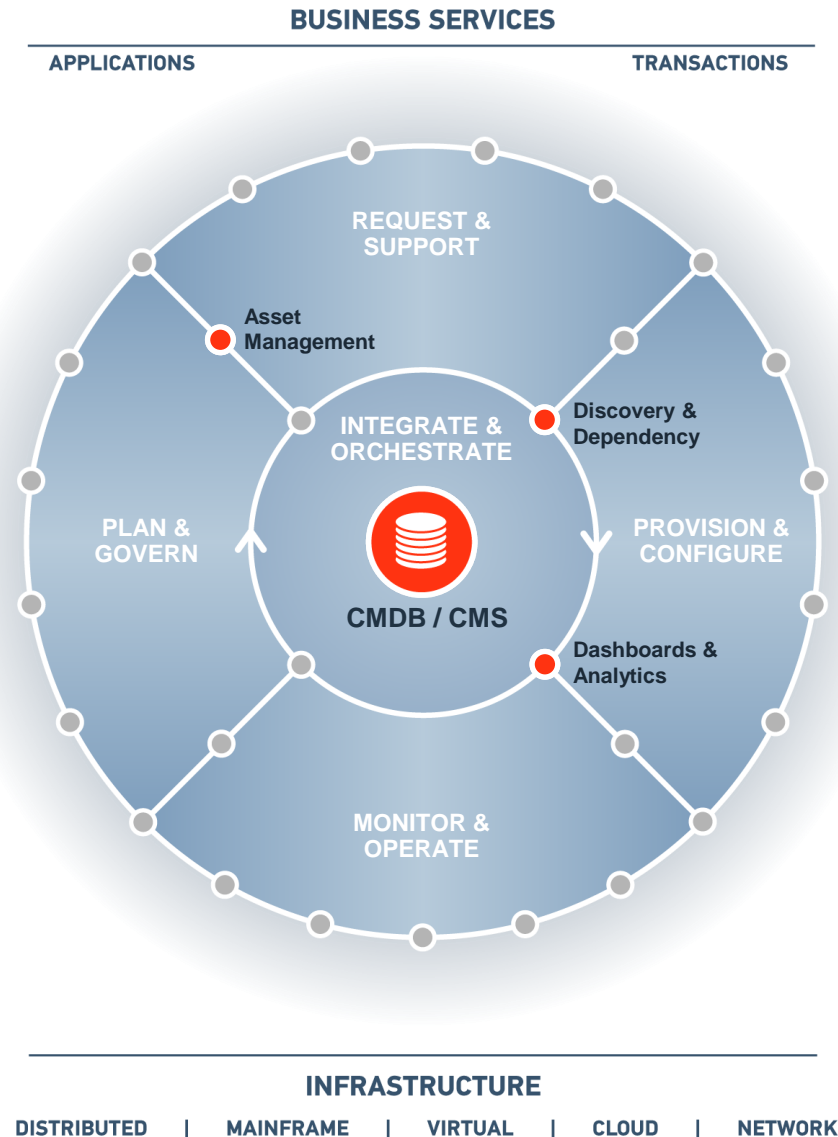 BUSINESS SERVICES
APPLICATIONS TRANSACTIONS
REQUEST &
SUPPORT
Asset
Management
Discovery &
Dependency
INTEGRATE &
ORCHESTRATE
PLAN &
GOVERN
PROVISION &
CONFIGURE
CMDB / CMS
Dashboards &
Analytics
MONITOR &
OPERATE
INFRASTRUCTURE
DISTRIBUTED | MAINFRAME | VIRTUAL | CLOUD | NETWORK